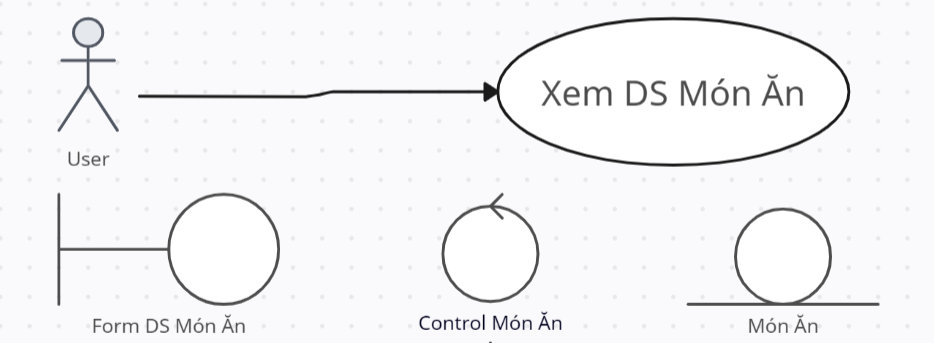 Xem DS Món Ăn
User
Form DS Món Ăn
Control Món Ăn
Món Ăn